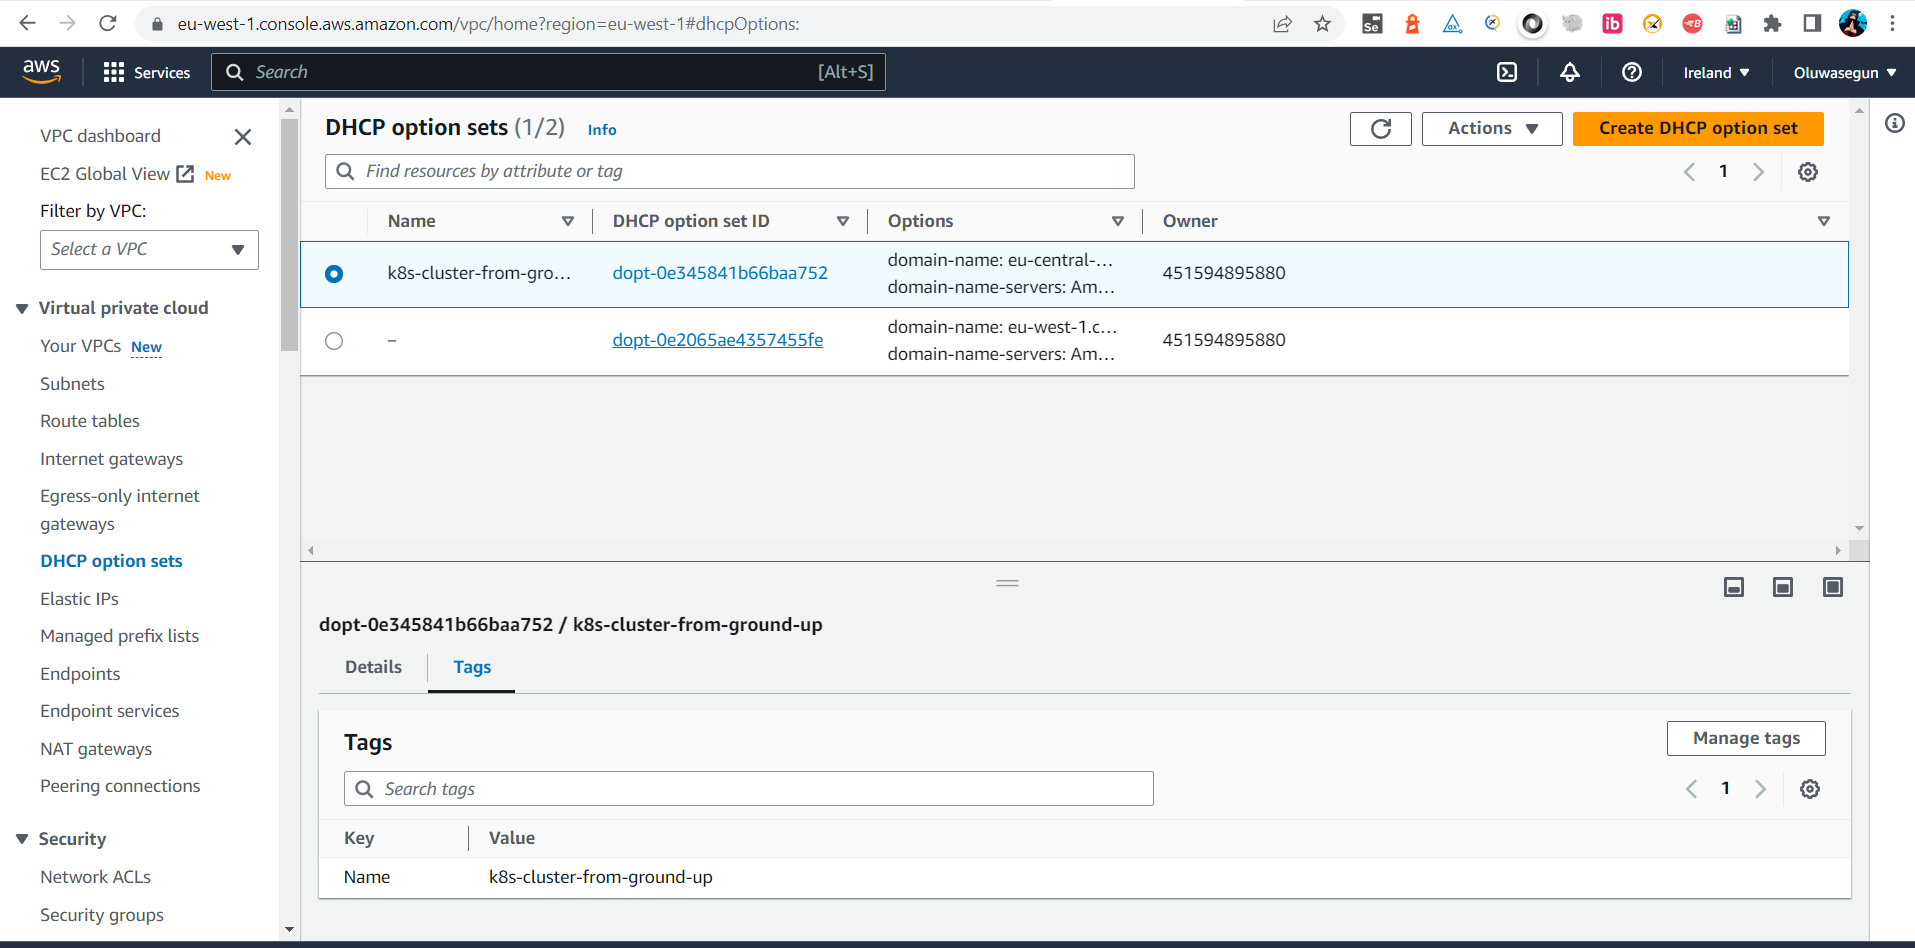 eu-west-1.console.aws.amazon.com/vpc/home?region=eu-west-1#dhcpOptions:
aws Services Search [Alt+S] Ireland Oluwasegun
VPC dashboard
EC2 Global View New
Filter by VPC:
Select a VPC
Virtual private cloud
Your VPCs New
Subnets
Route tables
Internet gateways
Egress-only internet
gateways
DHCP option sets
Elastic IPs
Managed prefix lists
Endpoints
Endpoint services
NAT gateways
Peering connections
Security
Network ACLs
Security groups
DHCP option sets (1/2) Info Actions Create DHCP option set
Find resources by attribute or tag 1
Name DHCP option set ID Options Owner
k8s-cluster-from-gro... dopt-0e345841b66baa752 domain-name: eu-central-... 451594895880
domain-name-servers: Am...
– dopt-0e2065ae4357455fe domain-name: eu-west-1.c... 451594895880
domain-name-servers: Am...
dopt-0e345841b66baa752 / k8s-cluster-from-ground-up
Details Tags
Tags Manage tags
Search tags 1
Key Value
Name k8s-cluster-from-ground-up